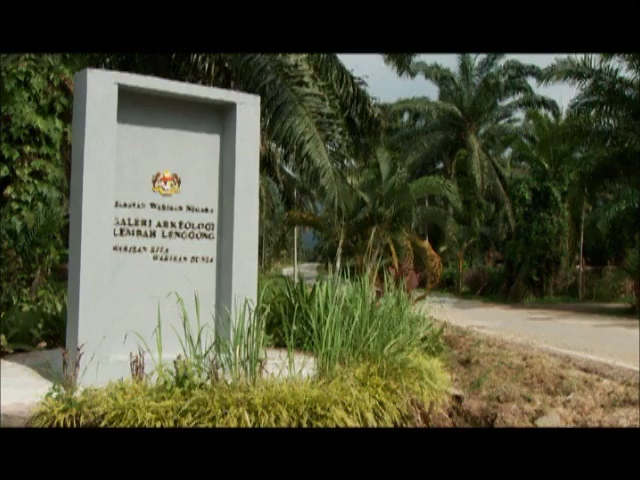 JABATAN WARISAN NEGARA
GALERI ARKEOLOGI
LEMBAH LENGGONG
WARISAN KITA
WARISAN DUNIA